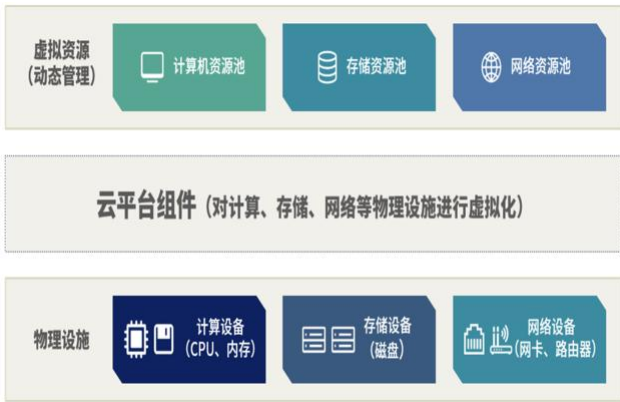 虚拟资源
（动态管理）
计算机资源池
存储资源池
网络资源池
云平台组件（对计算、存储、网络等物理设施进行虚拟化）
物理设施
计算设备
（CPU、内存）
存储设备
（磁盘）
网络设备
（网卡、路由器）